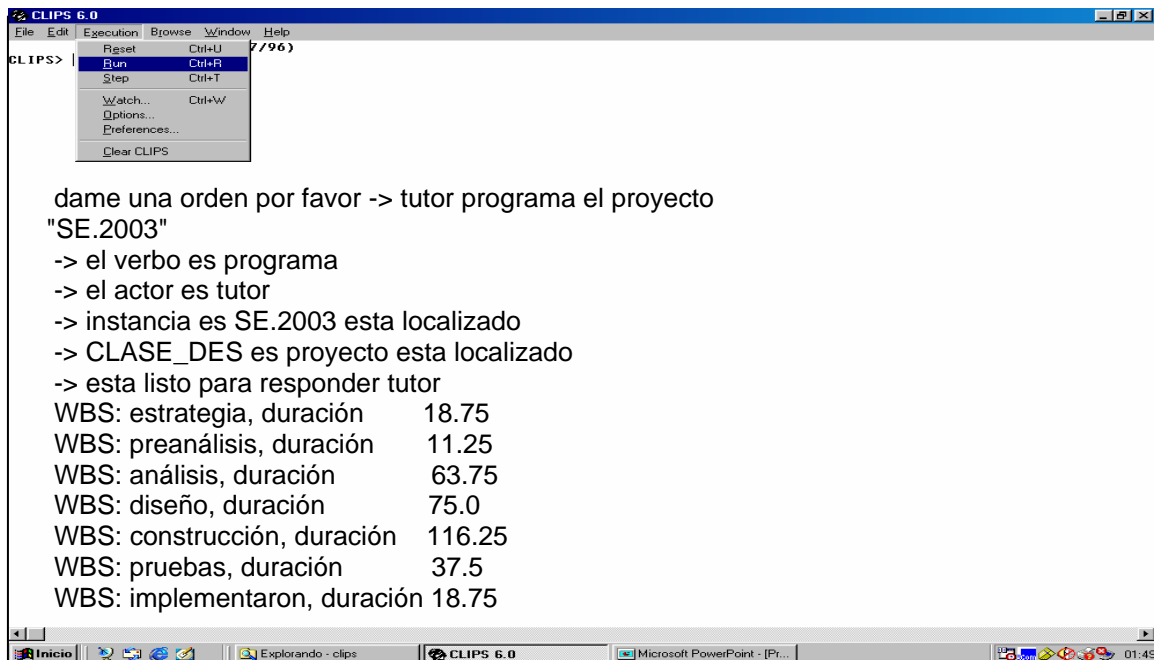 CLIPS 6.0
File Edit Execution Browse Window Help
Reset Ctrl+U
7/96)
CLIPS>
Run Ctrl+R
Step Ctrl+T
Watch... Ctrl+W
Options...
Preferences...
Clear CLIPS
dame una orden por favor -> tutor programa el proyecto
"SE.2003"
-> el verbo es programa
-> el actor es tutor
-> instancia es SE.2003 esta localizado
-> CLASE_DES es proyecto esta localizado
-> esta listo para responder tutor
WBS: estrategia, duración 18.75
WBS: preanálisis, duración 11.25
WBS: análisis, duración 63.75
WBS: diseño, duración 75.0
WBS: construcción, duración 116.25
WBS: pruebas, duración 37.5
WBS: implementaron, duración 18.75
Inicio Explorando - clips CLIPS 6.0 Microsoft PowerPoint - [Pr... 01:49